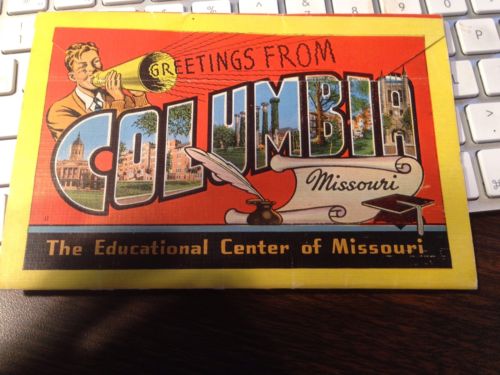 GREETINGS FROM
COLUMBIA
Missouri
The Educational Center of Missouri